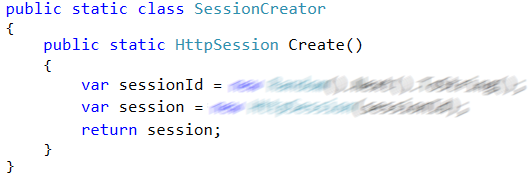 public static class SessionCreator
{
public static HttpSession Create()
{
var sessionId =
var session =
return session;
}
}